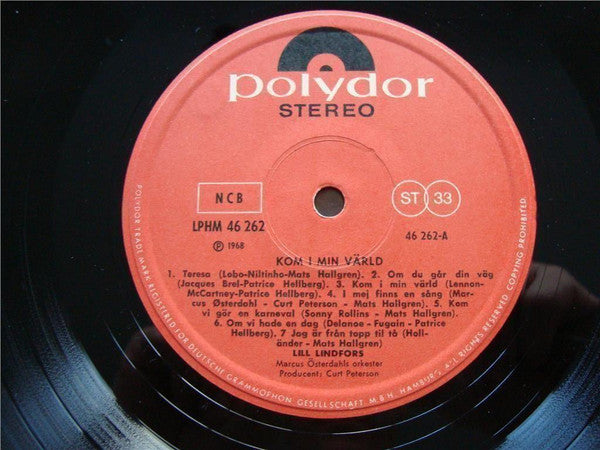 polydor
STEREO
NCB
ST 33
LPHM 46 262
46 262-A
℗ 1968
KOM I MIN VÄRLD
1. Teresa (Lobo-Niltinho-Mats Hallgren). 2. Om du går din väg
(Jacques Brel-Patrice Hellberg). 3. Kom i min värld (Lennon-
McCartney-Patrice Hellberg). 4. I mej finns en sång (Mar-
cus Østerdahl - Curt Peterson - Mats Hallgren). 5. Kom
vi gör en karneval (Sonny Rollins - Mats Hallgren).
6. Om vi hade en dag (Delanoe - Fugain - Patrice
Hellberg). 7 Jag är från topp til tå (Holl-
änder-Mats Hallgren).
LILL LINDFORS
Marcus Österdahls orkester
Producent: Curt Peterson
POLYDOR TRADE MARK REGISTERED FOR DEUTSCHE GRAMMOPHON GESELLSCHAFT M.B.H. HAMBURG. ALL RIGHTS RESERVED. COPYING PROHIBITED.